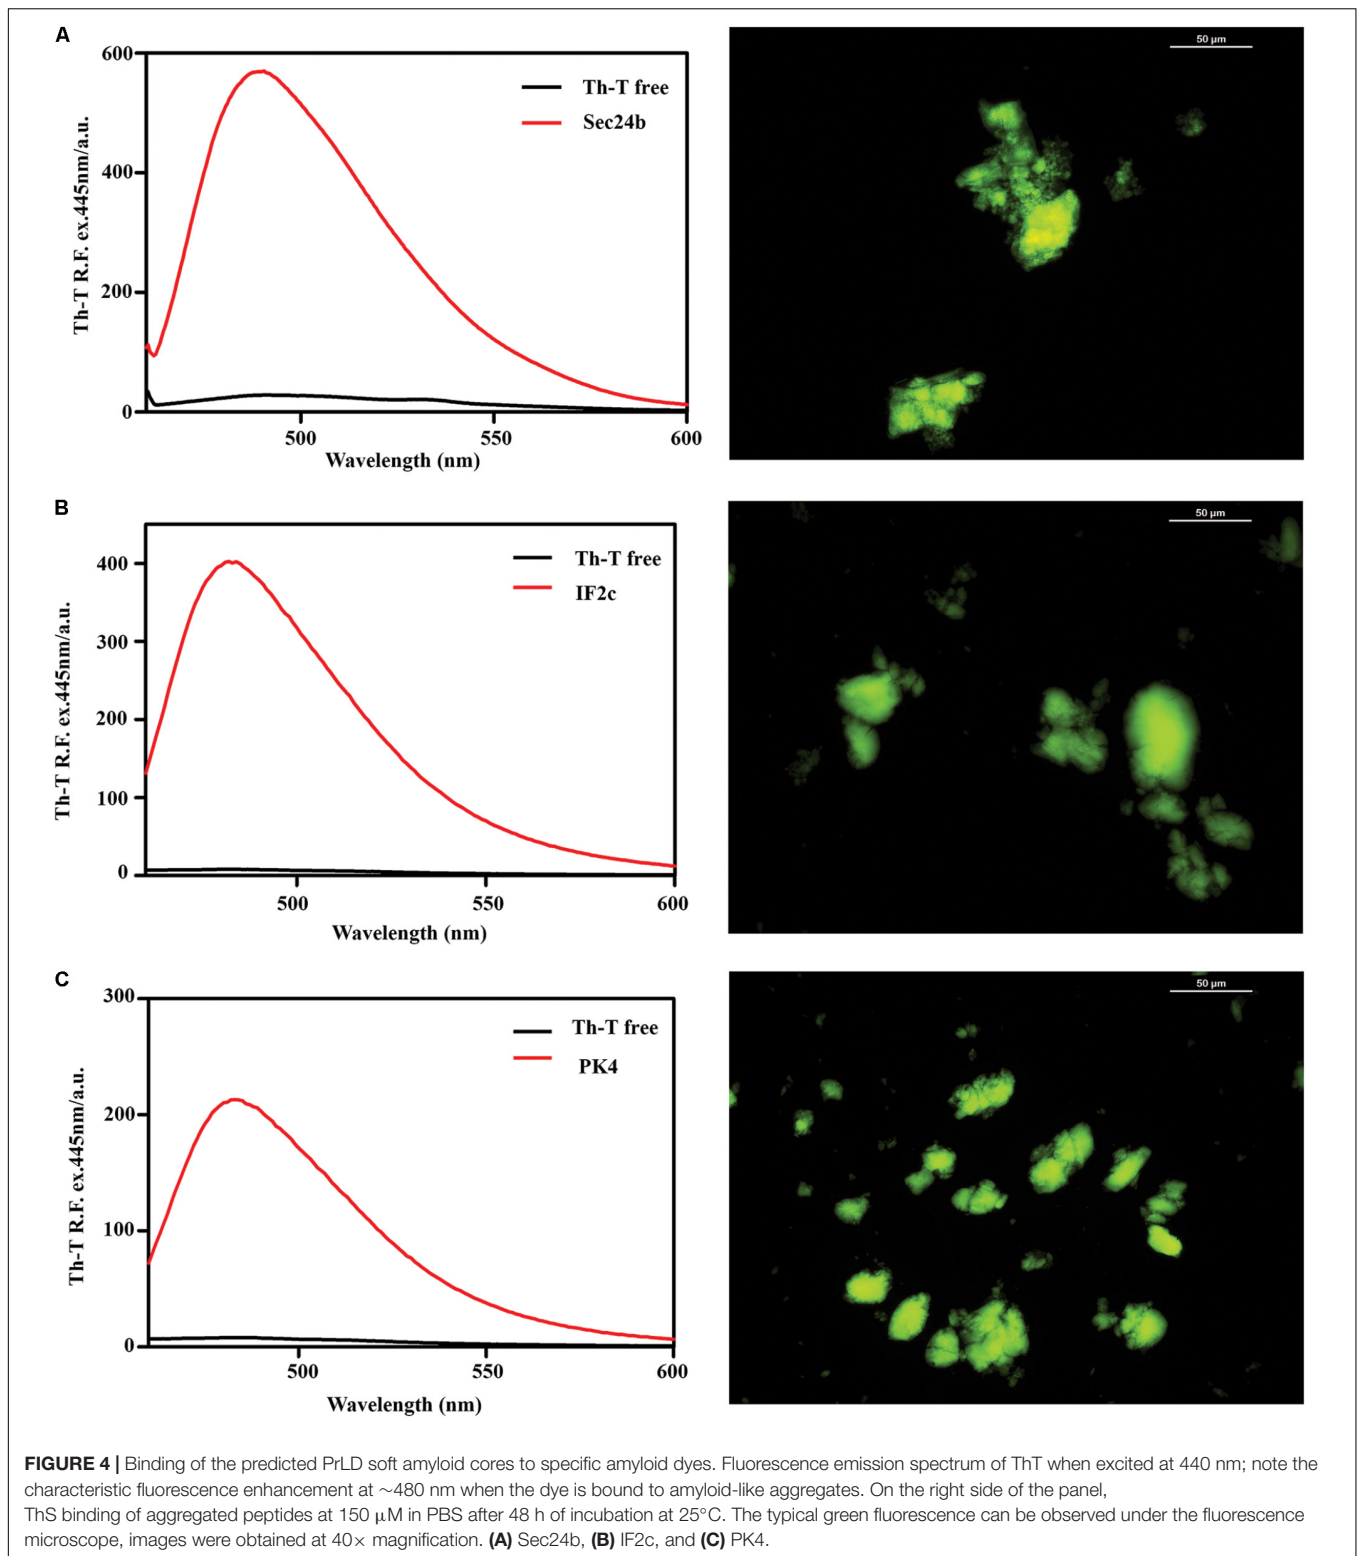 A
600
400
200
0
Th-T R.F. ex.445nm/a.u.
Th-T free
Sec24b
500
550
600
Wavelength (nm)
50 µm
B
400
300
200
100
0
Th-T R.F. ex.445nm/a.u.
Th-T free
IF2c
500
550
600
Wavelength (nm)
50 µm
C
300
200
100
0
Th-T R.F. ex.445nm/a.u.
Th-T free
PK4
500
550
600
Wavelength (nm)
50 µm
FIGURE 4 | Binding of the predicted PrLD soft amyloid cores to specific amyloid dyes. Fluorescence emission spectrum of ThT when excited at 440 nm; note the
characteristic fluorescence enhancement at ∼480 nm when the dye is bound to amyloid-like aggregates. On the right side of the panel,
ThS binding of aggregated peptides at 150 µM in PBS after 48 h of incubation at 25°C. The typical green fluorescence can be observed under the fluorescence
microscope, images were obtained at 40× magnification. (A) Sec24b, (B) IF2c, and (C) PK4.